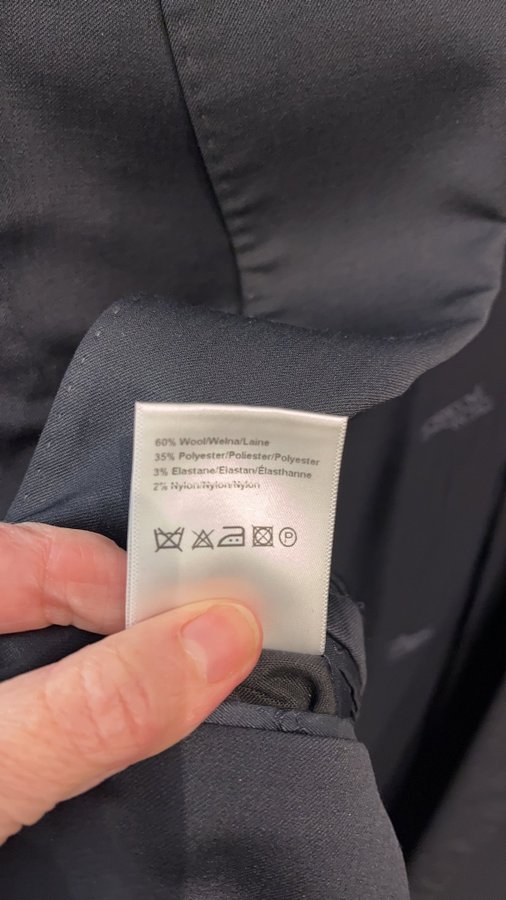 60% Wool/Wełna/Laine
35% Polyester/Poliester/Polyester
3% Elastane/Elastan/Élasthanne
2% Nylon/Nylon/Nylon
P